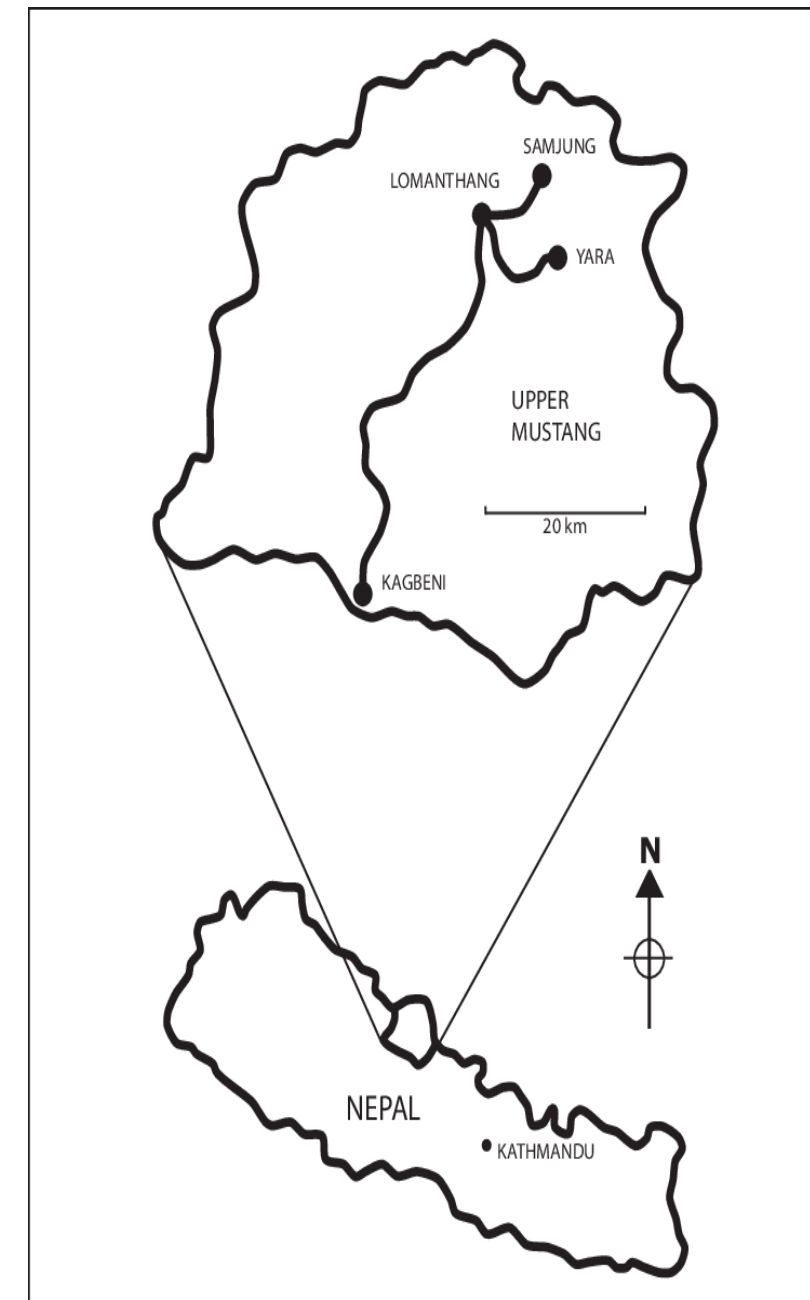 SAMJUNG
LOMANTHANG
YARA
UPPER
MUSTANG
20 km
KAGBENI
N
NEPAL
KATHMANDU